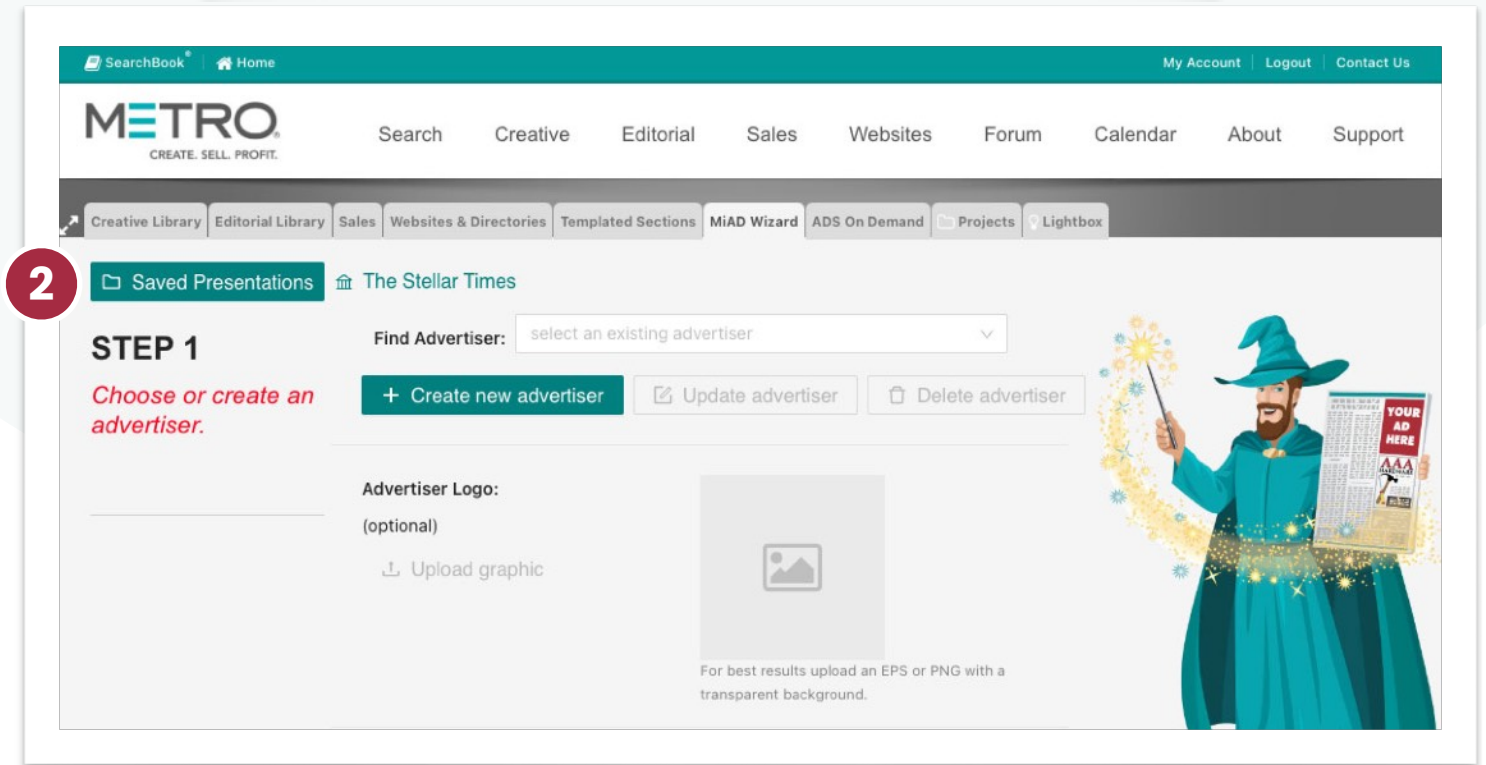 SearchBook® Home My Account Logout Contact Us
METRO®
CREATE. SELL. PROFIT.
Search Creative Editorial Sales Websites Forum Calendar About Support
Creative Library Editorial Library Sales Websites & Directories Templated Sections MiAD Wizard ADS On Demand Projects Lightbox
2
Saved Presentations The Stellar Times
STEP 1
Choose or create an
advertiser.
Find Advertiser: select an existing advertiser
+ Create new advertiser Update advertiser Delete advertiser
Advertiser Logo:
(optional)
Upload graphic
For best results upload an EPS or PNG with a
transparent background.
YOUR
AD
HERE
AAA
HARDWARE